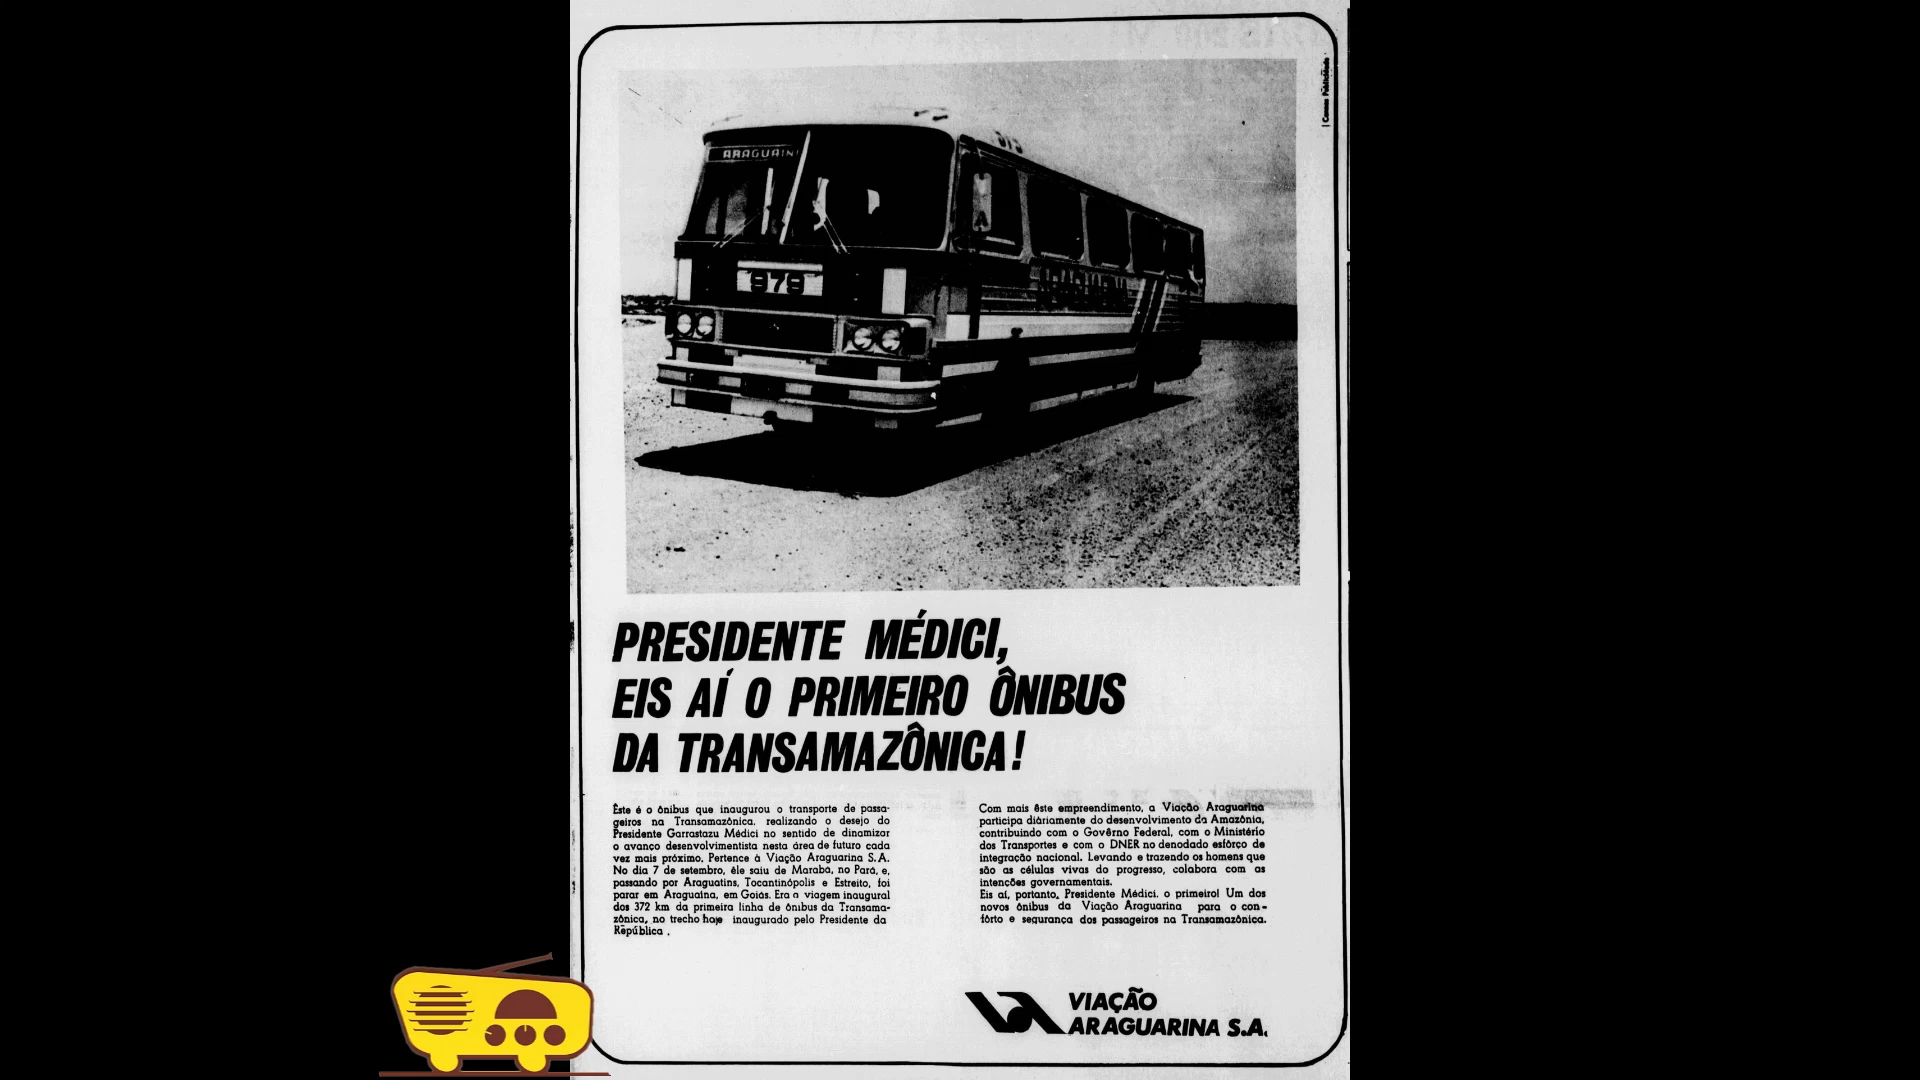 Canna Publicidade
ARAGUAIN
979
PRESIDENTE MÉDICI,
EIS AÍ O PRIMEIRO ÔNIBUS
DA TRANSAMAZÔNICA!
Êste é o ônibus que inaugurou o transporte de passa-
geiros na Transamazônica, realizando o desejo do
Presidente Garrastazu Médici no sentido de dinamizar
o avanço desenvolvimentista nesta área de futuro cada
vez mais próximo. Pertence à Viação Araguarina S.A.
No dia 7 de setembro, êle saiu de Marabá, no Pará, e,
passando por Araguatins, Tocantinópolis e Estreito, foi
parar em Araguaína, em Goiás. Era a viagem inaugural
dos 372 km da primeira linha de ônibus da Transama-
zônica, no trecho hoje inaugurado pelo Presidente da
República.
Com mais êste empreendimento, a Viação Araguarina
participa diàriamente do desenvolvimento da Amazônia,
contribuindo com o Govêrno Federal, com o Ministério
dos Transportes e com o DNER no denodado esfôrço de
integração nacional. Levando e trazendo os homens que
são as células vivas do progresso, colabora com as
intenções governamentais.
Eis aí, portanto, Presidente Médici, o primeiro! Um dos
novos ônibus da Viação Araguarina para o con-
fôrto e segurança dos passageiros na Transamazônica.
VIAÇÃO
ARAGUARINA S.A.